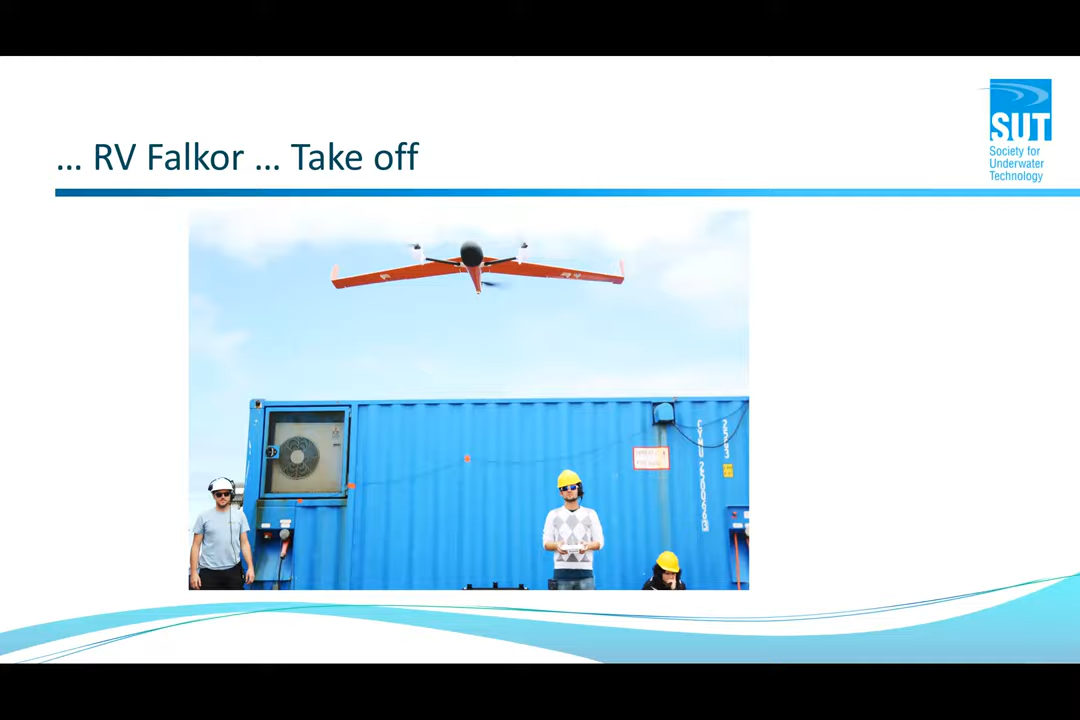 ... RV Falkor ... Take off
SUT
Society for
Underwater
Technology